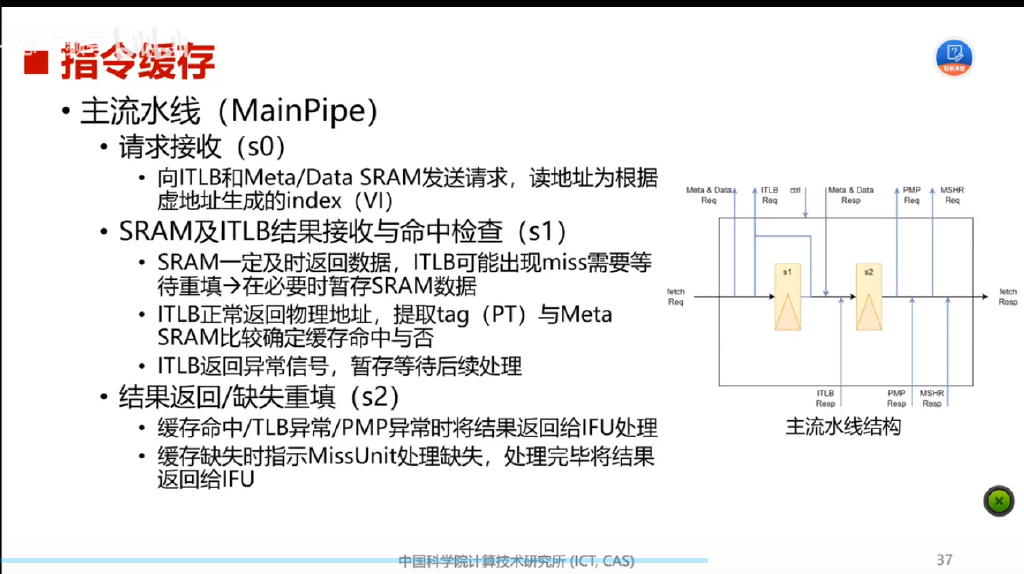 指令缓存
• 主流水线（MainPipe）
• 请求接收（s0）
• 向ITLB和Meta/Data SRAM发送请求，读地址为根据
虚地址生成的index（VI）
• SRAM及ITLB结果接收与命中检查（s1）
• SRAM一定及时返回数据，ITLB可能出现miss需要等
待重填→在必要时暂存SRAM数据
• ITLB正常返回物理地址，提取tag（PT）与Meta
SRAM比较确定缓存命中与否
• ITLB返回异常信号，暂存等待后续处理
• 结果返回/缺失重填（s2）
• 缓存命中/TLB异常/PMP异常时将结果返回给IFU处理
• 缓存缺失时指示MissUnit处理缺失，处理完毕将结果
返回给IFU
Meta & Data
Req
ITLB
Req
ctrl
Meta & Data
Resp
PMP
Req
MSHR
Req
s1
s2
fetch
Req
fetch
Resp
ITLB
Resp
PMP
Resp
MSHR
Resp
主流水线结构
中国科学院计算技术研究所 (ICT, CAS)
37